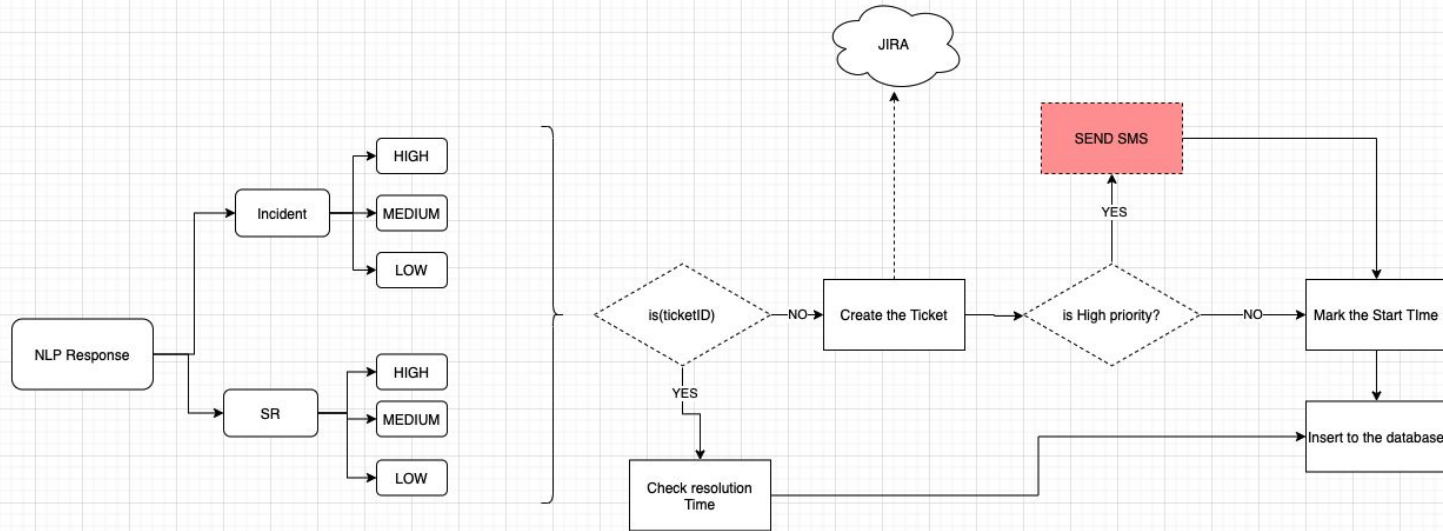 JIRA
SEND SMS
HIGH
Incident
MEDIUM
YES
LOW
is(ticketID)
NO
Create the Ticket
is High priority?
NO
Mark the Start TIme
NLP Response
HIGH
YES
SR
MEDIUM
Insert to the database
LOW
Check resolution
Time